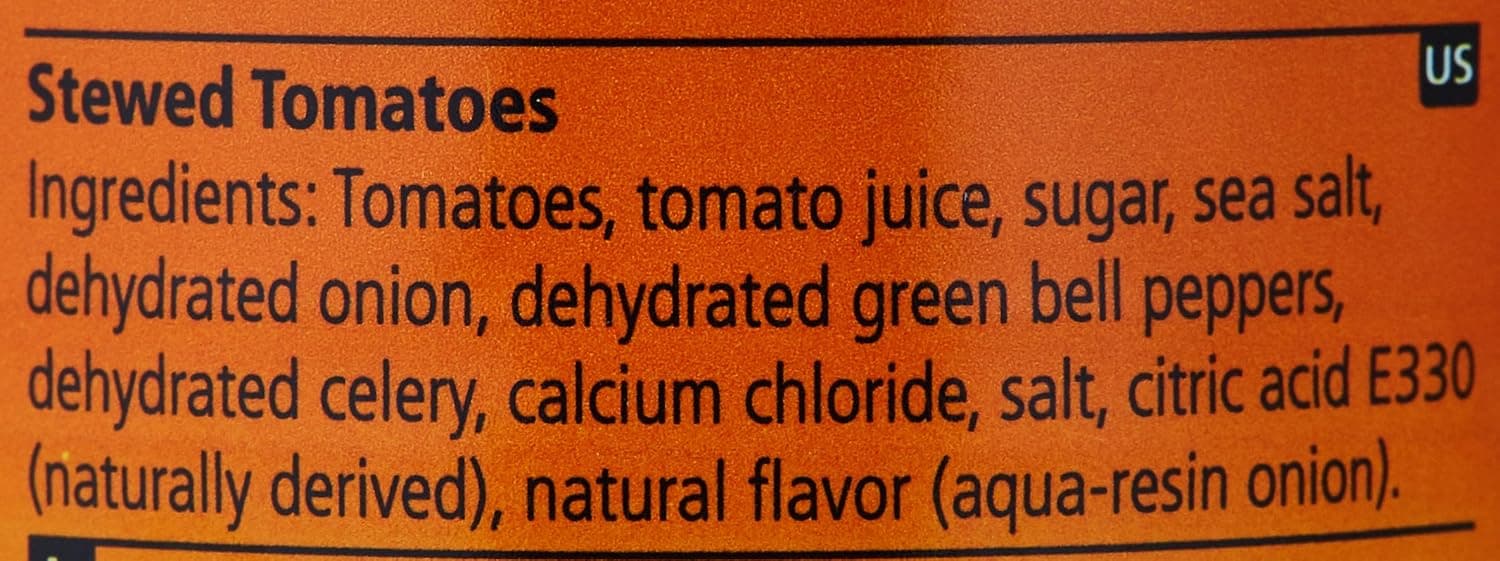 US
Stewed Tomatoes
Ingredients: Tomatoes, tomato juice, sugar, sea salt,
dehydrated onion, dehydrated green bell peppers,
dehydrated celery, calcium chloride, salt, citric acid E330
(naturally derived), natural flavor (aqua-resin onion).